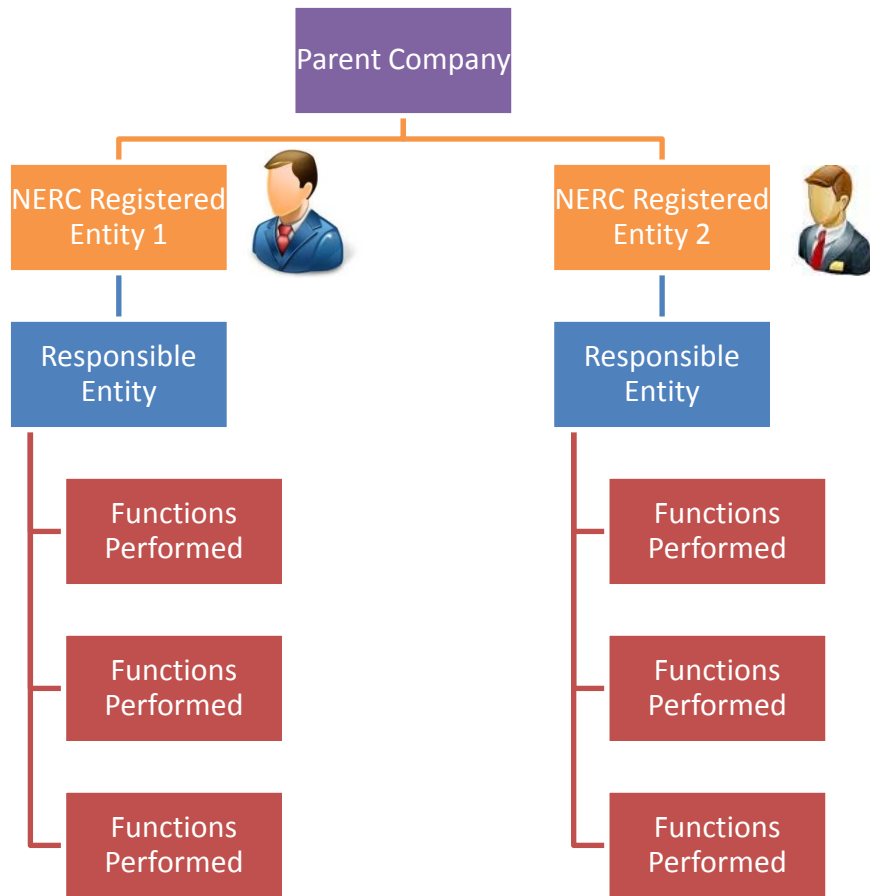 Parent Company
NERC Registered
Entity 1
NERC Registered
Entity 2
Responsible
Entity
Responsible
Entity
Functions
Performed
Functions
Performed
Functions
Performed
Functions
Performed
Functions
Performed
Functions
Performed